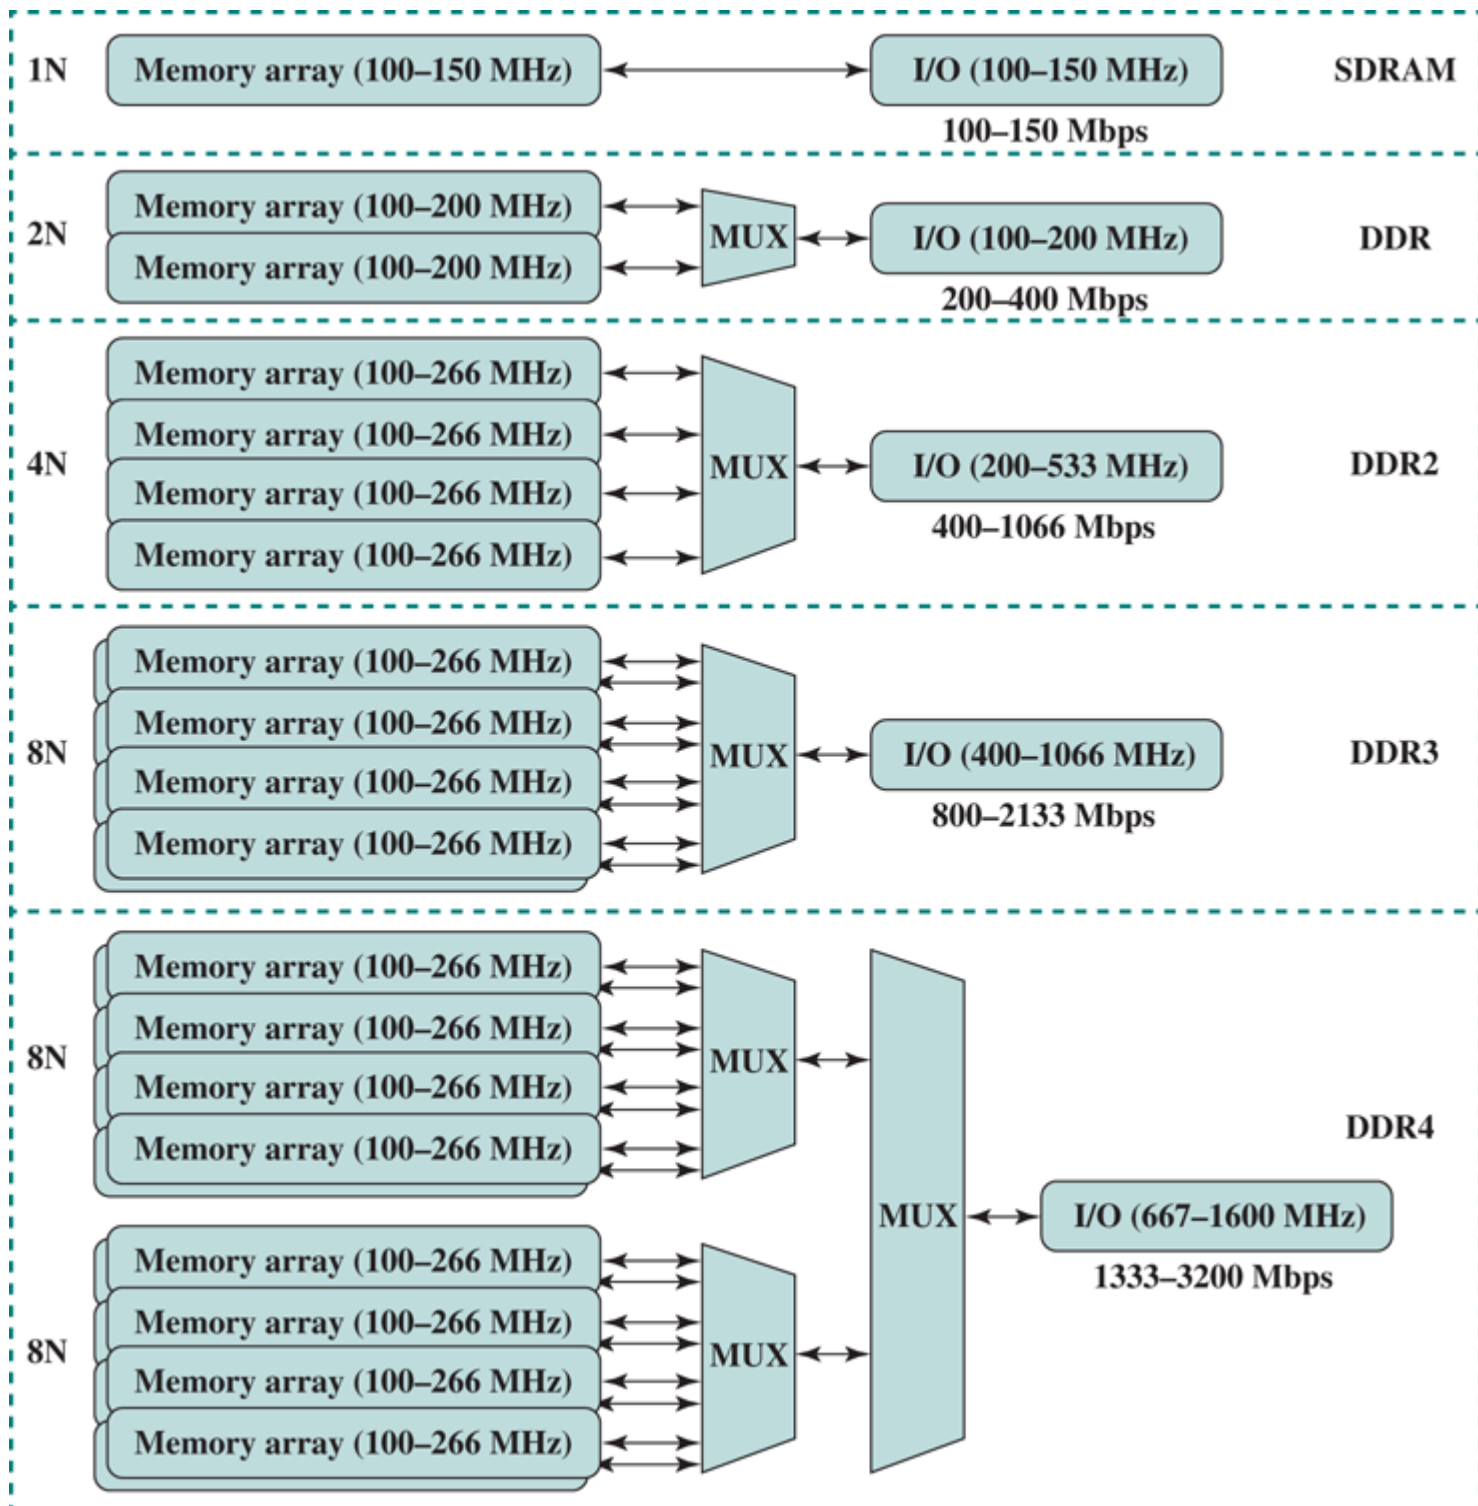 1N Memory array (100–150 MHz) I/O (100–150 MHz) SDRAM
100–150 Mbps
Memory array (100–200 MHz)
2N MUX I/O (100–200 MHz) DDR
Memory array (100–200 MHz)
200–400 Mbps
Memory array (100–266 MHz)
Memory array (100–266 MHz)
4N MUX I/O (200–533 MHz) DDR2
Memory array (100–266 MHz)
400–1066 Mbps
Memory array (100–266 MHz)
Memory array (100–266 MHz)
Memory array (100–266 MHz)
8N MUX I/O (400–1066 MHz) DDR3
Memory array (100–266 MHz)
800–2133 Mbps
Memory array (100–266 MHz)
Memory array (100–266 MHz)
Memory array (100–266 MHz)
8N MUX
Memory array (100–266 MHz)
DDR4
Memory array (100–266 MHz)
MUX I/O (667–1600 MHz)
1333–3200 Mbps
Memory array (100–266 MHz)
Memory array (100–266 MHz)
8N MUX
Memory array (100–266 MHz)
Memory array (100–266 MHz)